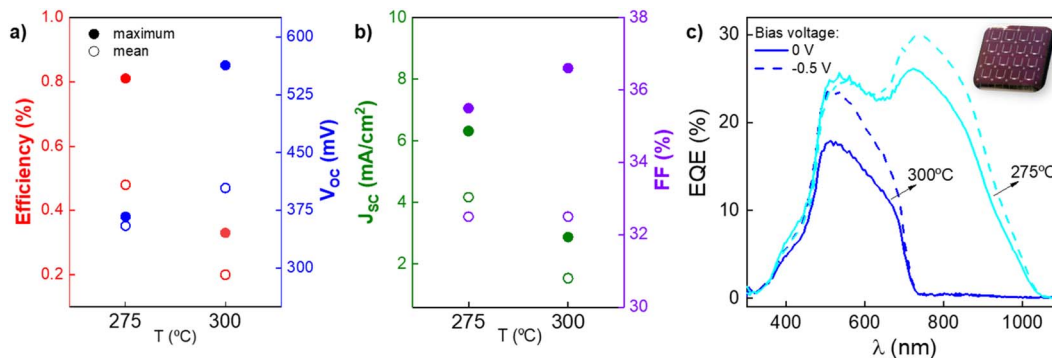 a)
maximum
mean
Efficiency (%)
1.0
0.8
0.6
0.4
0.2
275
300
T (ºC)
600
525
450
375
300
V_OC (mV)
b)
J_SC (mA/cm²)
10
8
6
4
2
275
300
T (ºC)
38
36
34
32
30
FF (%)
c)
Bias voltage:
0 V
-0.5 V
EQE (%)
30
20
10
0
300ºC
275ºC
400
600
800
1000
λ (nm)